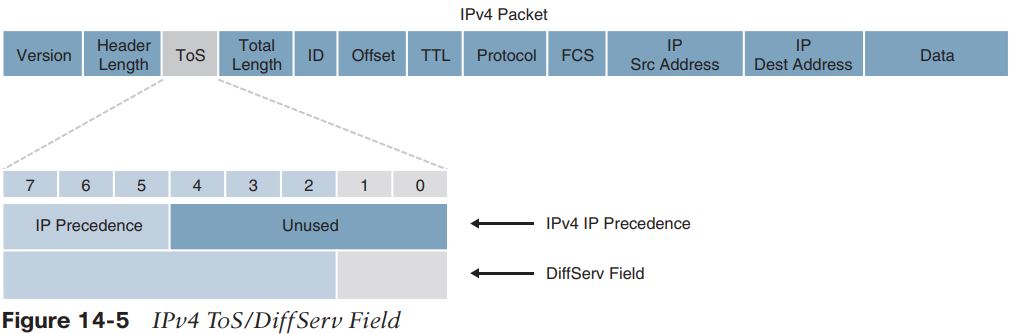 IPv4 Packet
Version
Header
Length
ToS
Total
Length
ID
Offset
TTL
Protocol
FCS
IP
Src Address
IP
Dest Address
Data
7 6 5 4 3 2 1 0
IP Precedence
Unused
IPv4 IP Precedence
DiffServ Field
Figure 14-5 IPv4 ToS/DiffServ Field